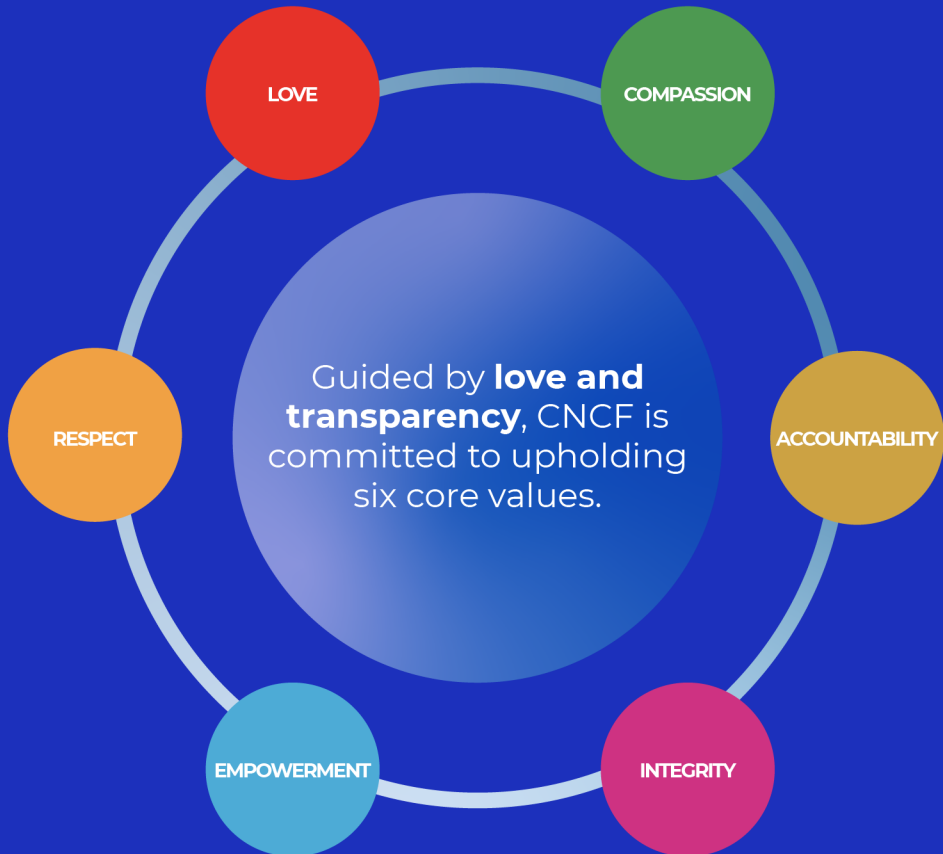 LOVE
COMPASSION
Guided by love and
transparency, CNCF is
committed to upholding
six core values.
RESPECT
ACCOUNTABILITY
EMPOWERMENT
INTEGRITY